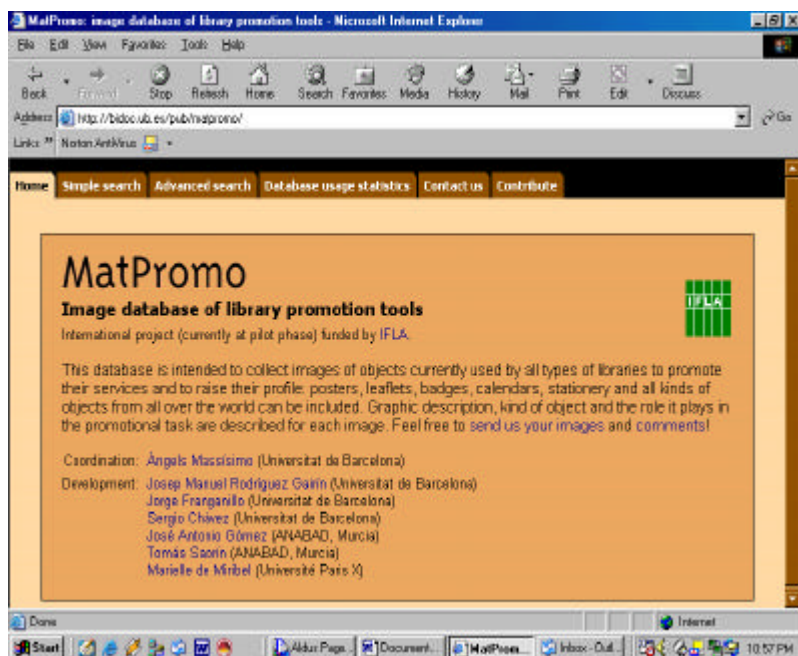 MatPromo: image database of library promotion tools - Microsoft Internet Explorer
File Edit View Favorites Tools Help
Back Forward Stop Refresh Home Search Favorites Media History Mail Print Edit Discuss
Address http://bidoc.ub.es/pub/matpromo/ Go
Links » Norton AntiVirus
Home Simple search Advanced search Database usage statistics Contact us Contribute
MatPromo
IFLA
Image database of library promotion tools
International project (currently at pilot phase) funded by IFLA.
This database is intended to collect images of objects currently used by all types of libraries to promote
their services and to raise their profile: posters, leaflets, badges, calendars, stationery and all kinds of
objects from all over the world can be included. Graphic description, kind of object and the role it plays in
the promotional task are described for each image. Feel free to send us your images and comments!
Coordination: Àngels Massísimo (Universitat de Barcelona)
Development: Josep Manuel Rodríguez Gairín (Universitat de Barcelona)
Jorge Franganillo (Universitat de Barcelona)
Sergio Chávez (Universitat de Barcelona)
José Antonio Gómez (ANABAD, Murcia)
Tomás Saorín (ANABAD, Murcia)
Marielle de Miribel (Université Paris X)
Done Internet
Start Aldus Page... Document... MatProm... Inbox - Out... 10:57 PM